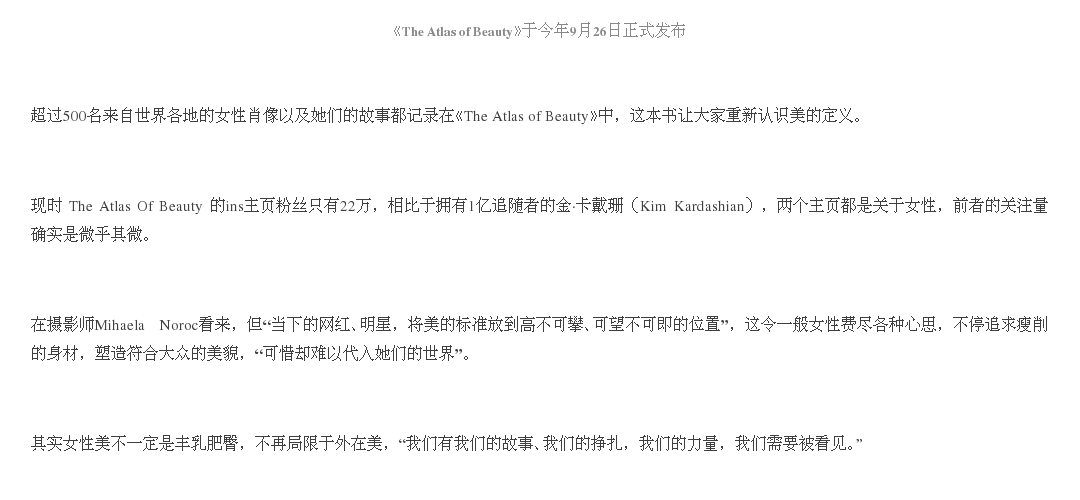 《The Atlas of Beauty》于今年9月26日正式发布
超过500名来自世界各地的女性肖像以及她们的故事都记录在《The Atlas of Beauty》中，这本书让大家重新认识美的定义。
现时 The Atlas Of Beauty 的ins主页粉丝只有22万，相比于拥有1亿追随者的金·卡戴珊（Kim Kardashian），两个主页都是关于女性，前者的关注量
确实是微乎其微。
在摄影师Mihaela Noroc看来，但“当下的网红、明星，将美的标准放到高不可攀、可望不可即的位置”，这令一般女性费尽各种心思，不停追求瘦削
的身材，塑造符合大众的美貌，“可惜却难以代入她们的世界”。
其实女性美不一定是丰乳肥臀，不再局限于外在美，“我们有我们的故事、我们的挣扎，我们的力量，我们需要被看见。”